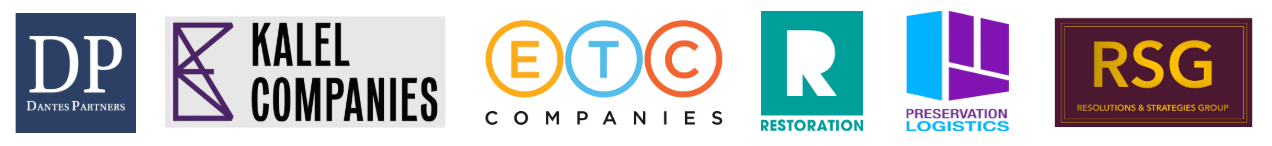 DP
DANTES PARTNERS
KALEL
COMPANIES
E T C
COMPANIES
R
RESTORATION
PRESERVATION
LOGISTICS
RSG
RESOLUTIONS & STRATEGIES GROUP